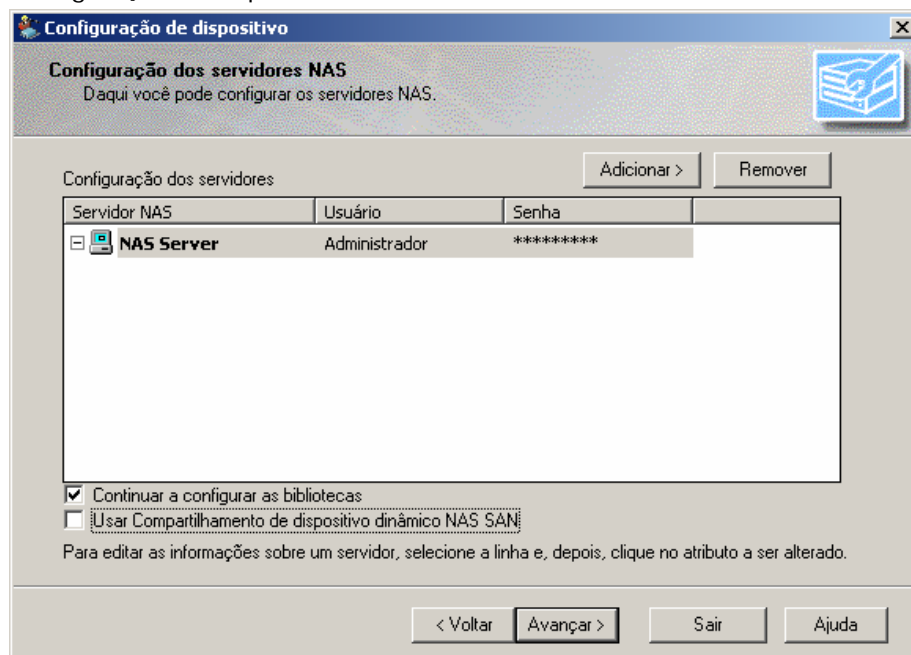 Configuração de dispositivo
Configuração dos servidores NAS
Daqui você pode configurar os servidores NAS.
Configuração dos servidores
Adicionar >
Remover
Servidor NAS Usuário Senha
NAS Server Administrador *********
Continuar a configurar as bibliotecas
Usar Compartilhamento de dispositivo dinâmico NAS SAN
Para editar as informações sobre um servidor, selecione a linha e, depois, clique no atributo a ser alterado.
< Voltar Avançar > Sair Ajuda